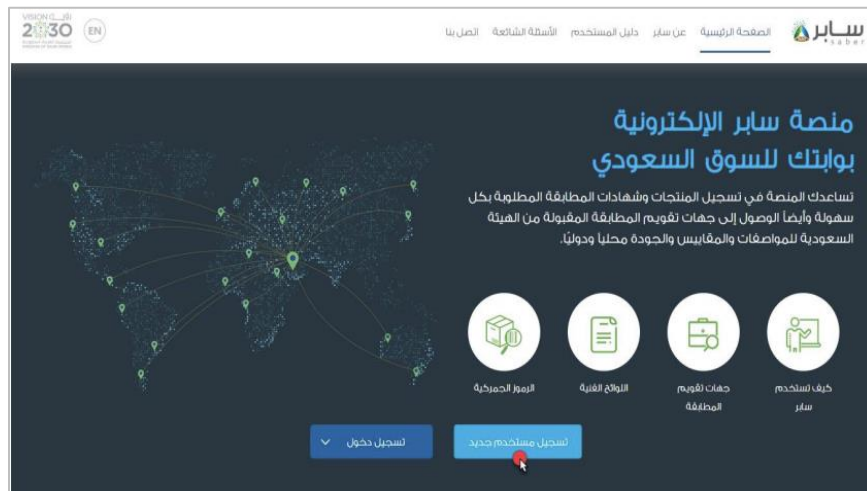 سابر
saber
الصفحة الرئيسية
عن سابر
دليل المستخدم
الأسئلة الشائعة
اتصل بنا
EN
VISION
2030
منصة سابر الإلكترونية
بوابتك للسوق السعودي
تساعدك المنصة في تسجيل المنتجات وشهادات المطابقة المطلوبة بكل
سهولة وأيضاً الوصول إلى جهات تقويم المطابقة المقبولة من الهيئة
السعودية للمواصفات والمقاييس والجودة محليا ودوليًا.
كيف تستخدم
سابر
جهات تقويم
المطابقة
اللوائح الفنية
الرموز الجمركية
تسجيل مستخدم جديد
تسجيل دخول